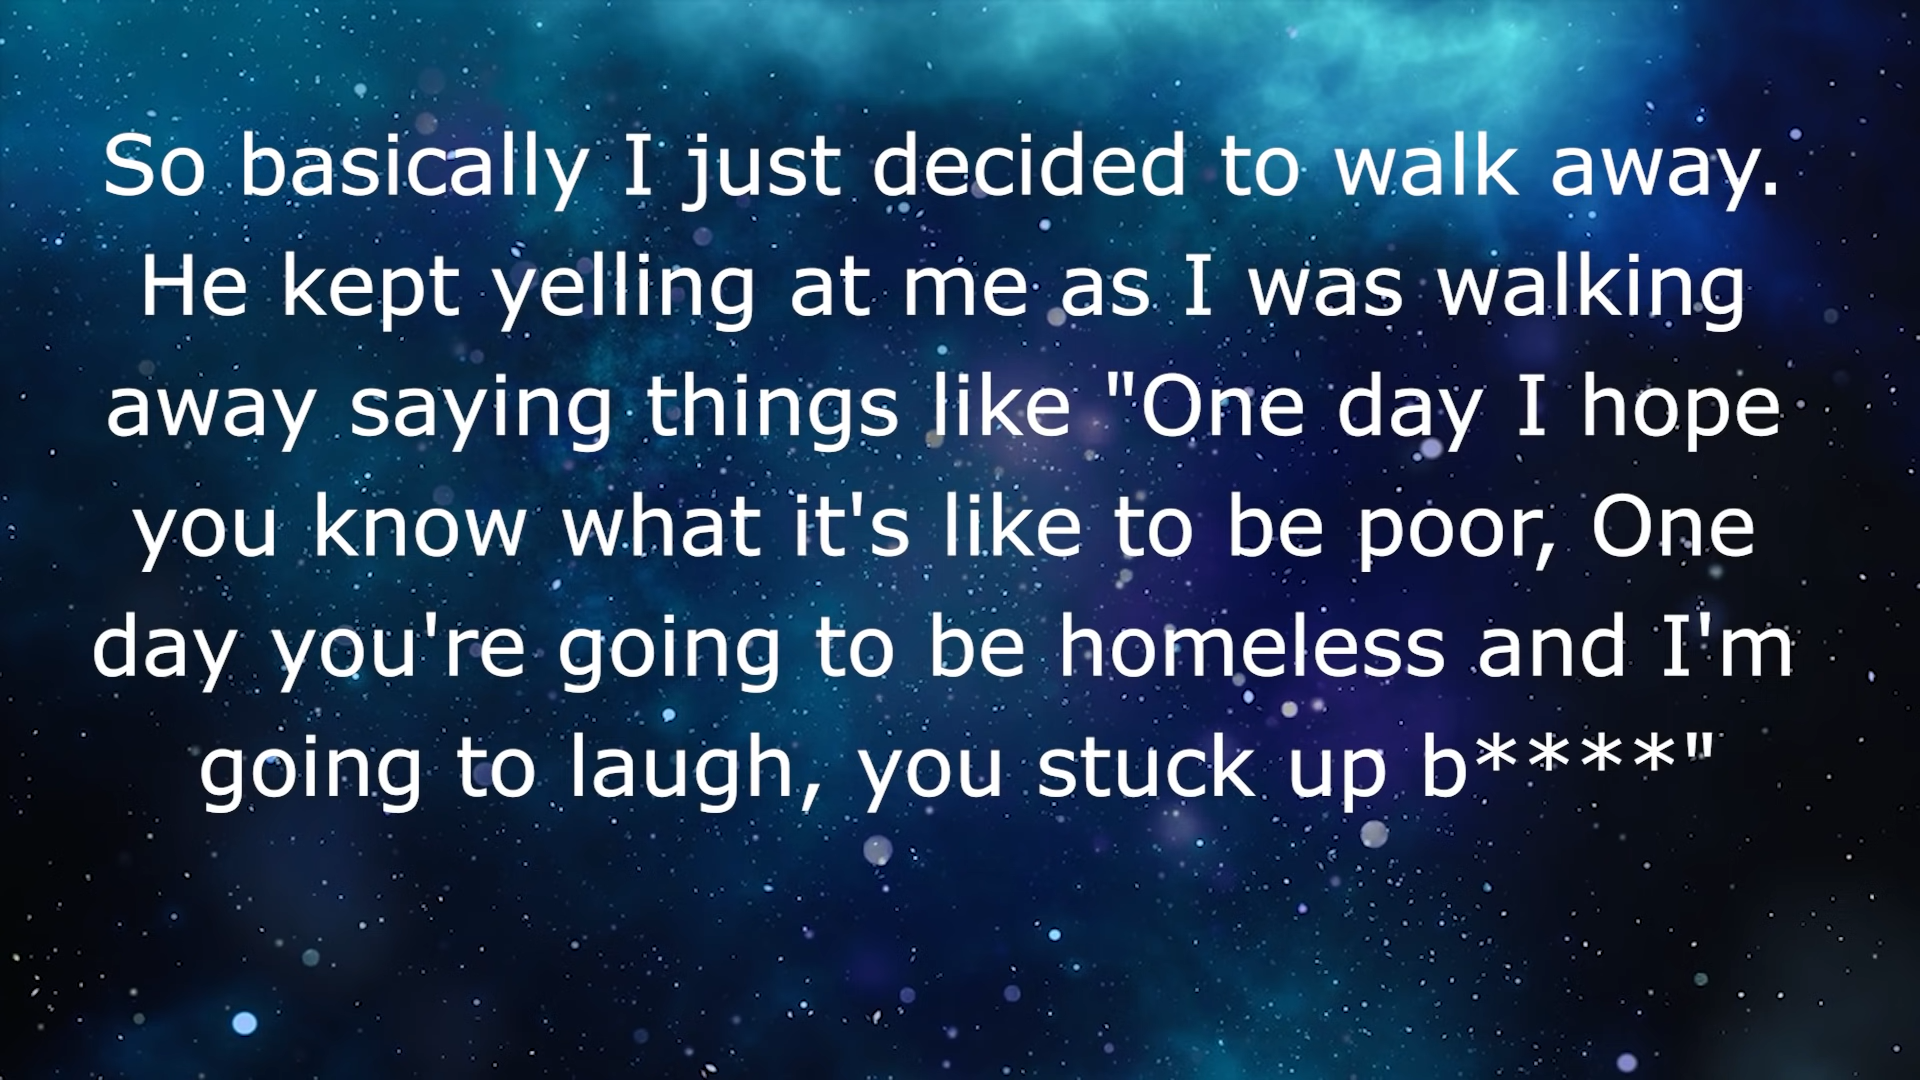 So basically I just decided to walk away.
He kept yelling at me as I was walking
away saying things like "One day I hope
you know what it's like to be poor, One
day you're going to be homeless and I'm
going to laugh, you stuck up b****"